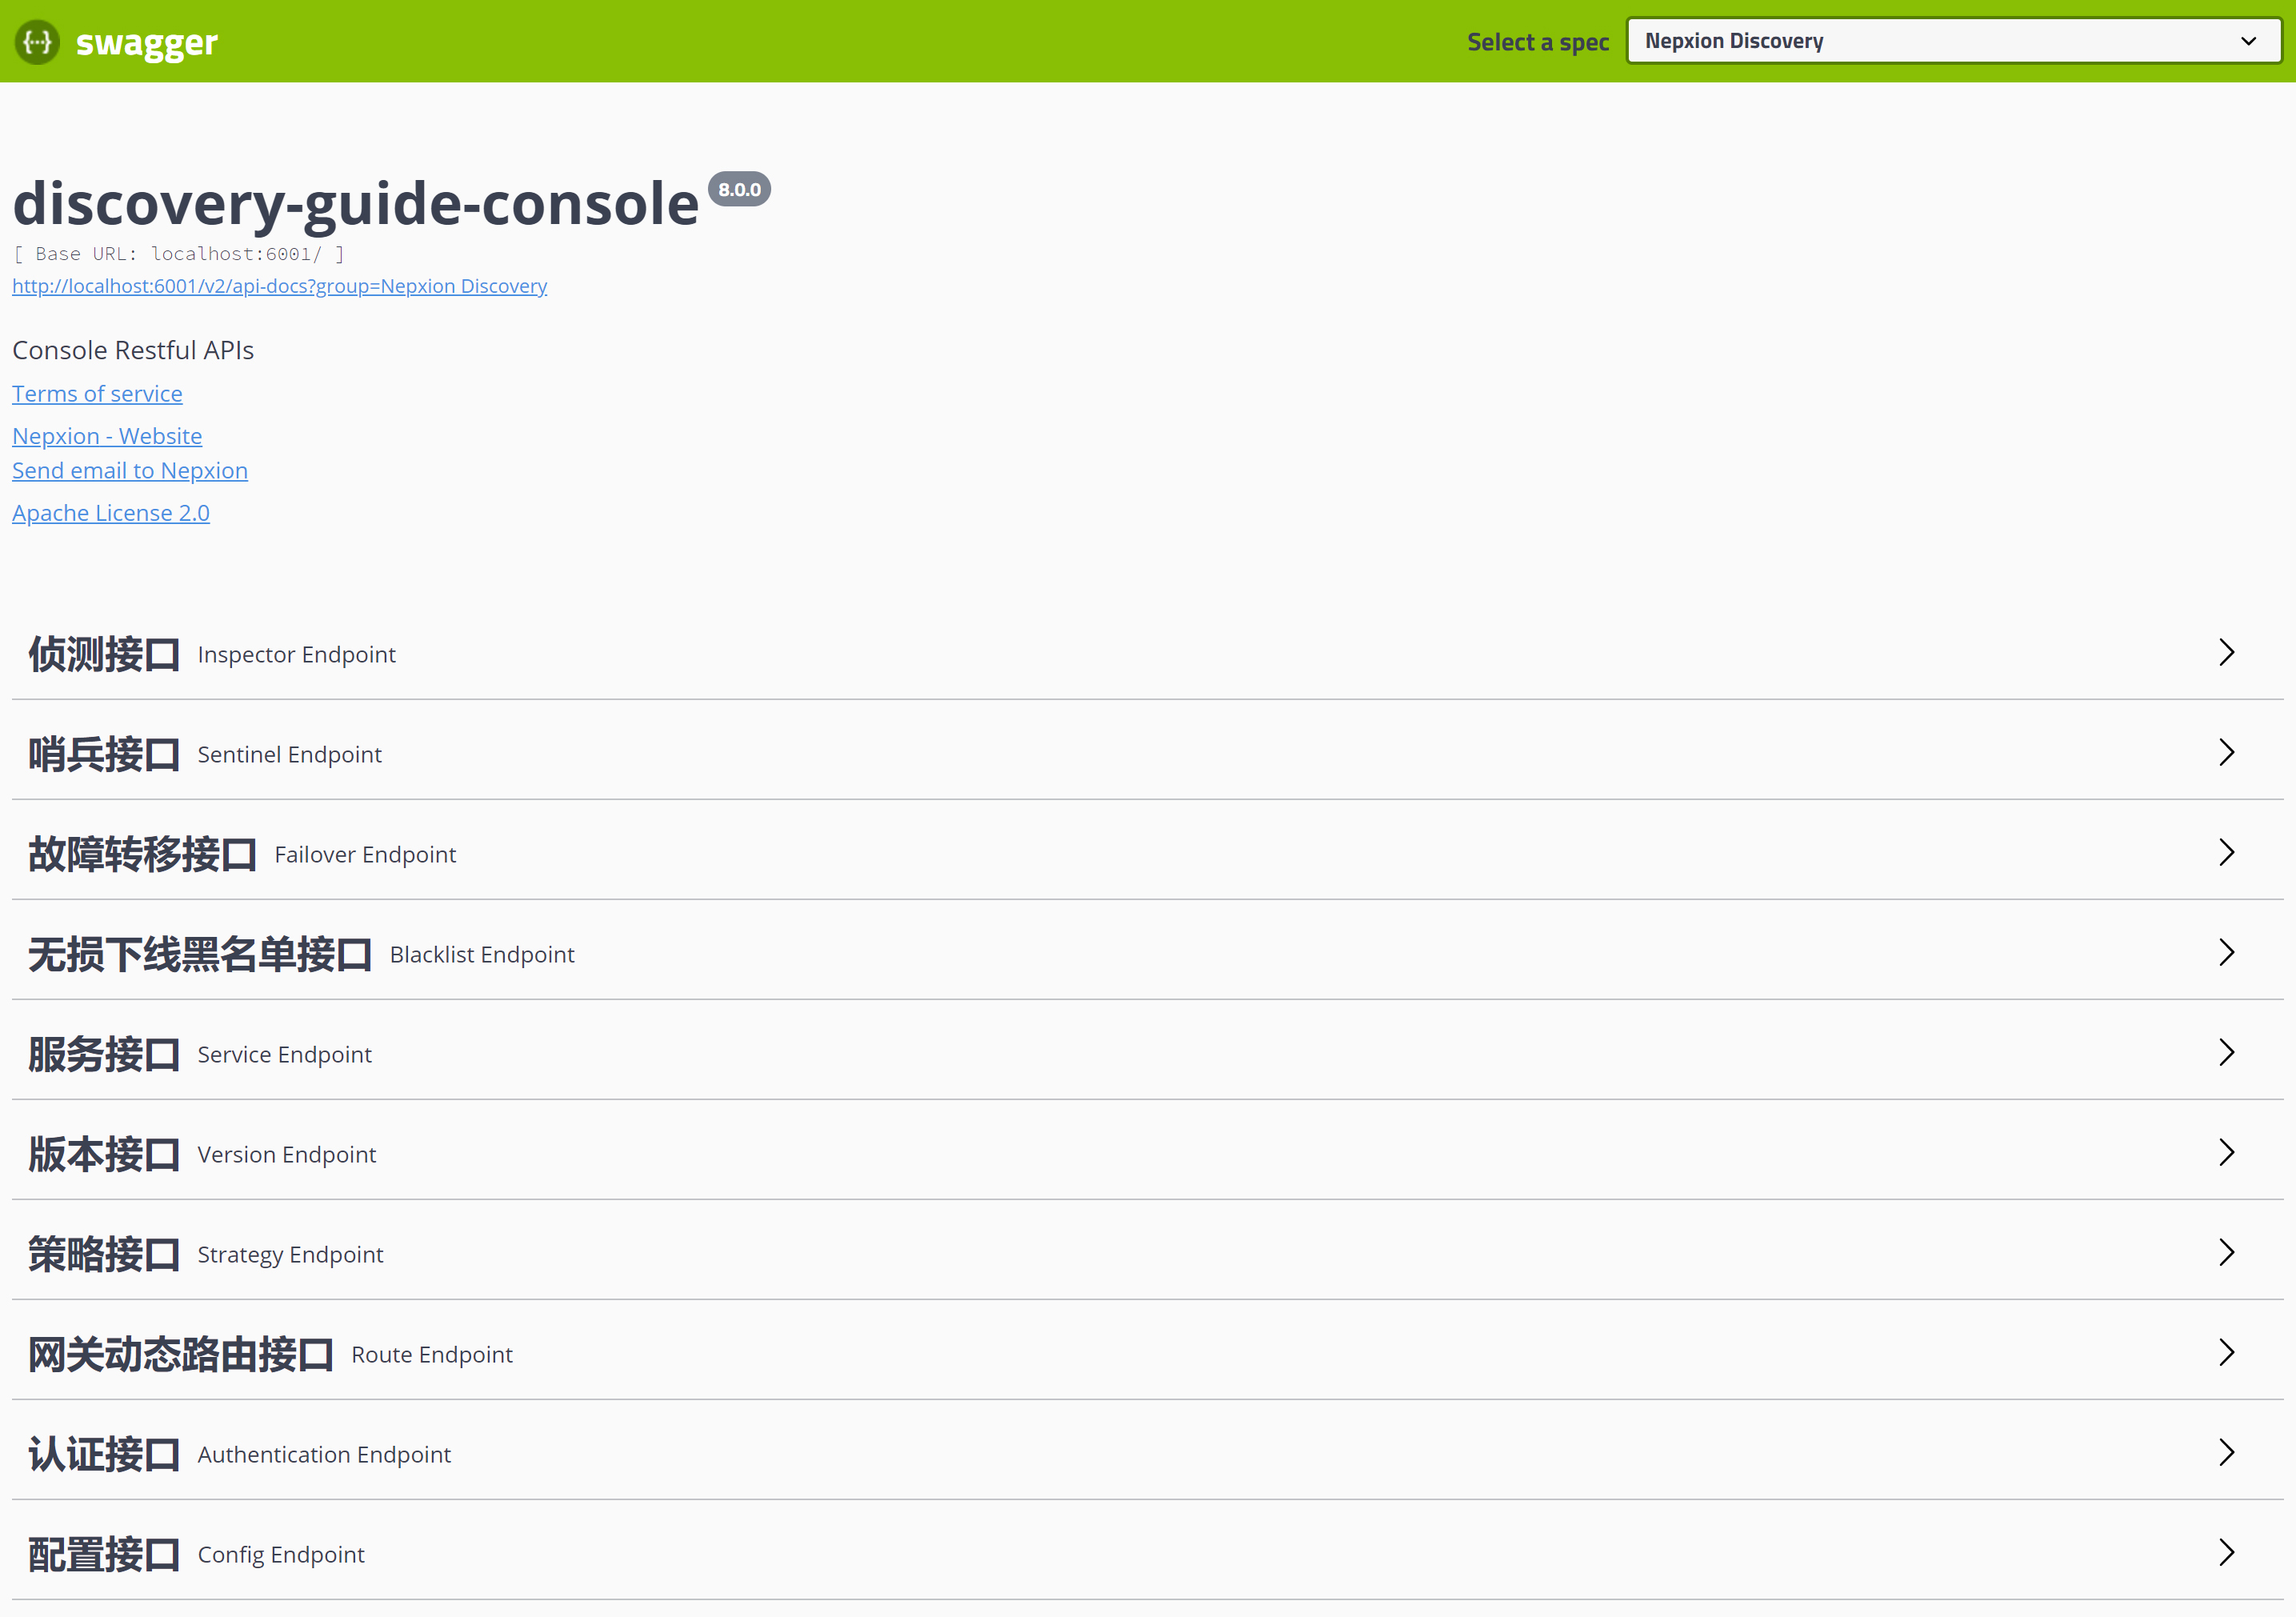 {···} swagger
Select a spec Nepxion Discovery
discovery-guide-console 8.0.0
[ Base URL: localhost:6001/ ]
http://localhost:6001/v2/api-docs?group=Nepxion Discovery
Console Restful APIs
Terms of service
Nepxion - Website
Send email to Nepxion
Apache License 2.0
侦测接口 Inspector Endpoint
哨兵接口 Sentinel Endpoint
故障转移接口 Failover Endpoint
无损下线黑名单接口 Blacklist Endpoint
服务接口 Service Endpoint
版本接口 Version Endpoint
策略接口 Strategy Endpoint
网关动态路由接口 Route Endpoint
认证接口 Authentication Endpoint
配置接口 Config Endpoint